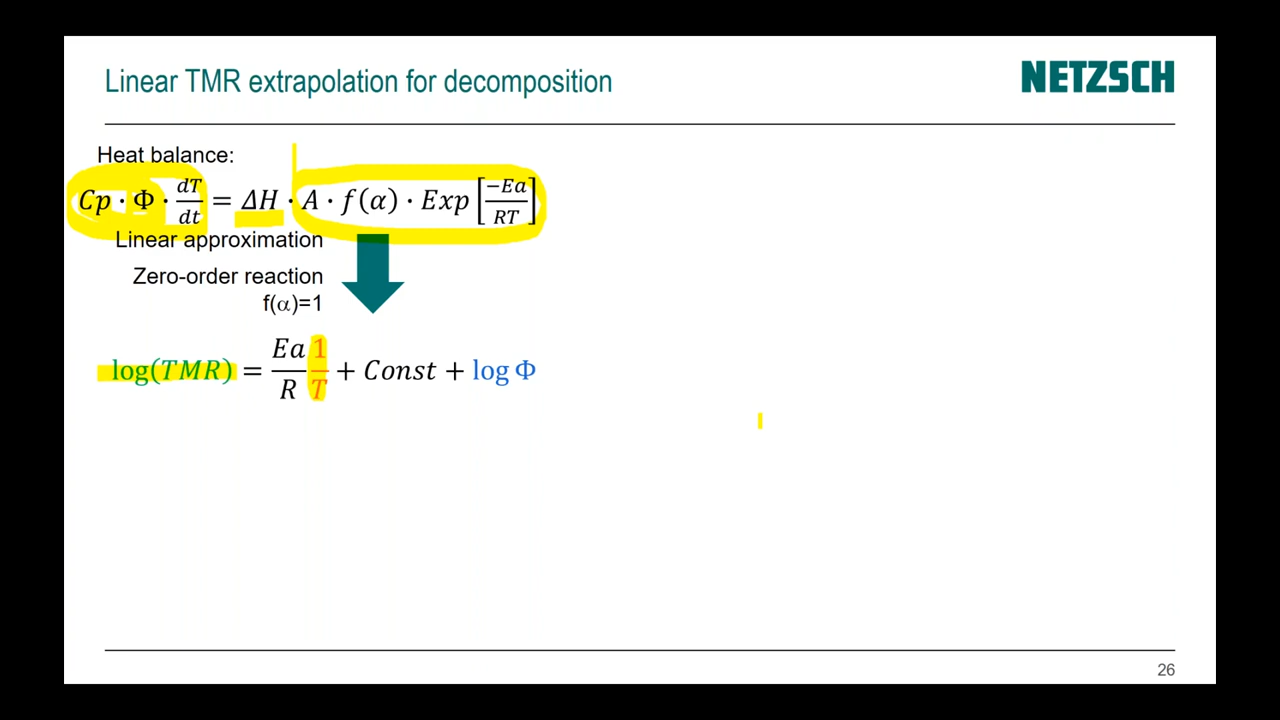 Linear TMR extrapolation for decomposition
NETZSCH
Heat balance:
Cp · Φ · dT/dt = ΔH · A · f(α) · Exp[−Ea/RT]
Linear approximation
Zero-order reaction
f(α)=1
log(TMR) = Ea/R 1/T + Const + log Φ
26